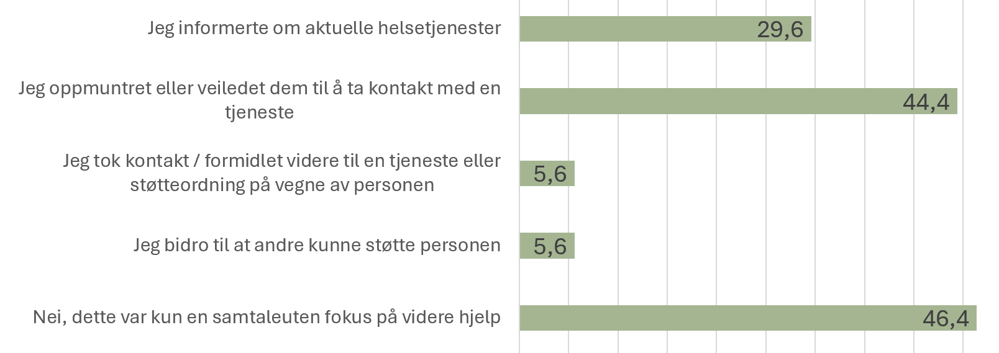 Jeg informerte om aktuelle helsetjenester
29,6
Jeg oppmuntret eller veiledet dem til å ta kontakt med en
tjeneste
44,4
Jeg tok kontakt / formidlet videre til en tjeneste eller
støtteordning på vegne av personen
5,6
Jeg bidro til at andre kunne støtte personen
5,6
Nei, dette var kun en samtaleuten fokus på videre hjelp
46,4